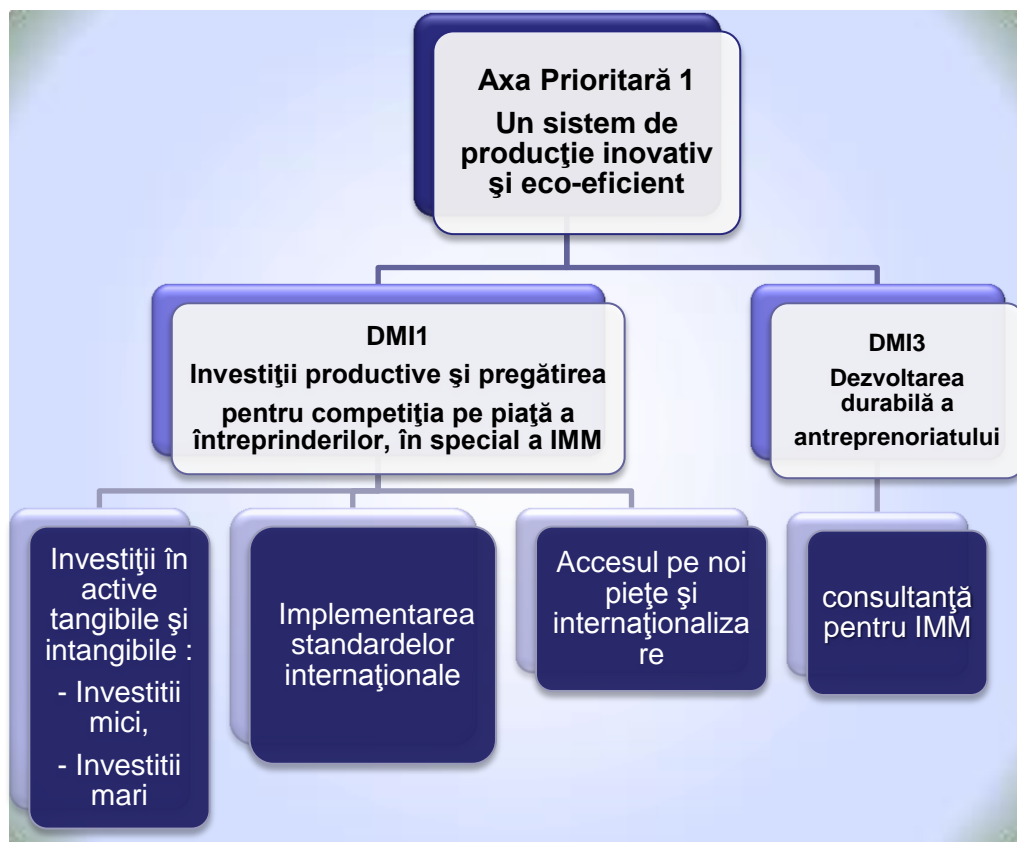 Axa Prioritară 1
Un sistem de
producţie inovativ
şi eco-eficient
DMI1
Investiţii productive şi pregătirea
pentru competiţia pe piaţă a
întreprinderilor, în special a IMM
DMI3
Dezvoltarea
durabilă a
antreprenoriatului
Investiţii în
active
tangibile şi
intangibile :
- Investitii
mici,
- Investitii
mari
Implementarea
standardelor
internaţionale
Accesul pe noi
pieţe şi
internaţionaliza
re
consultanţă
pentru IMM